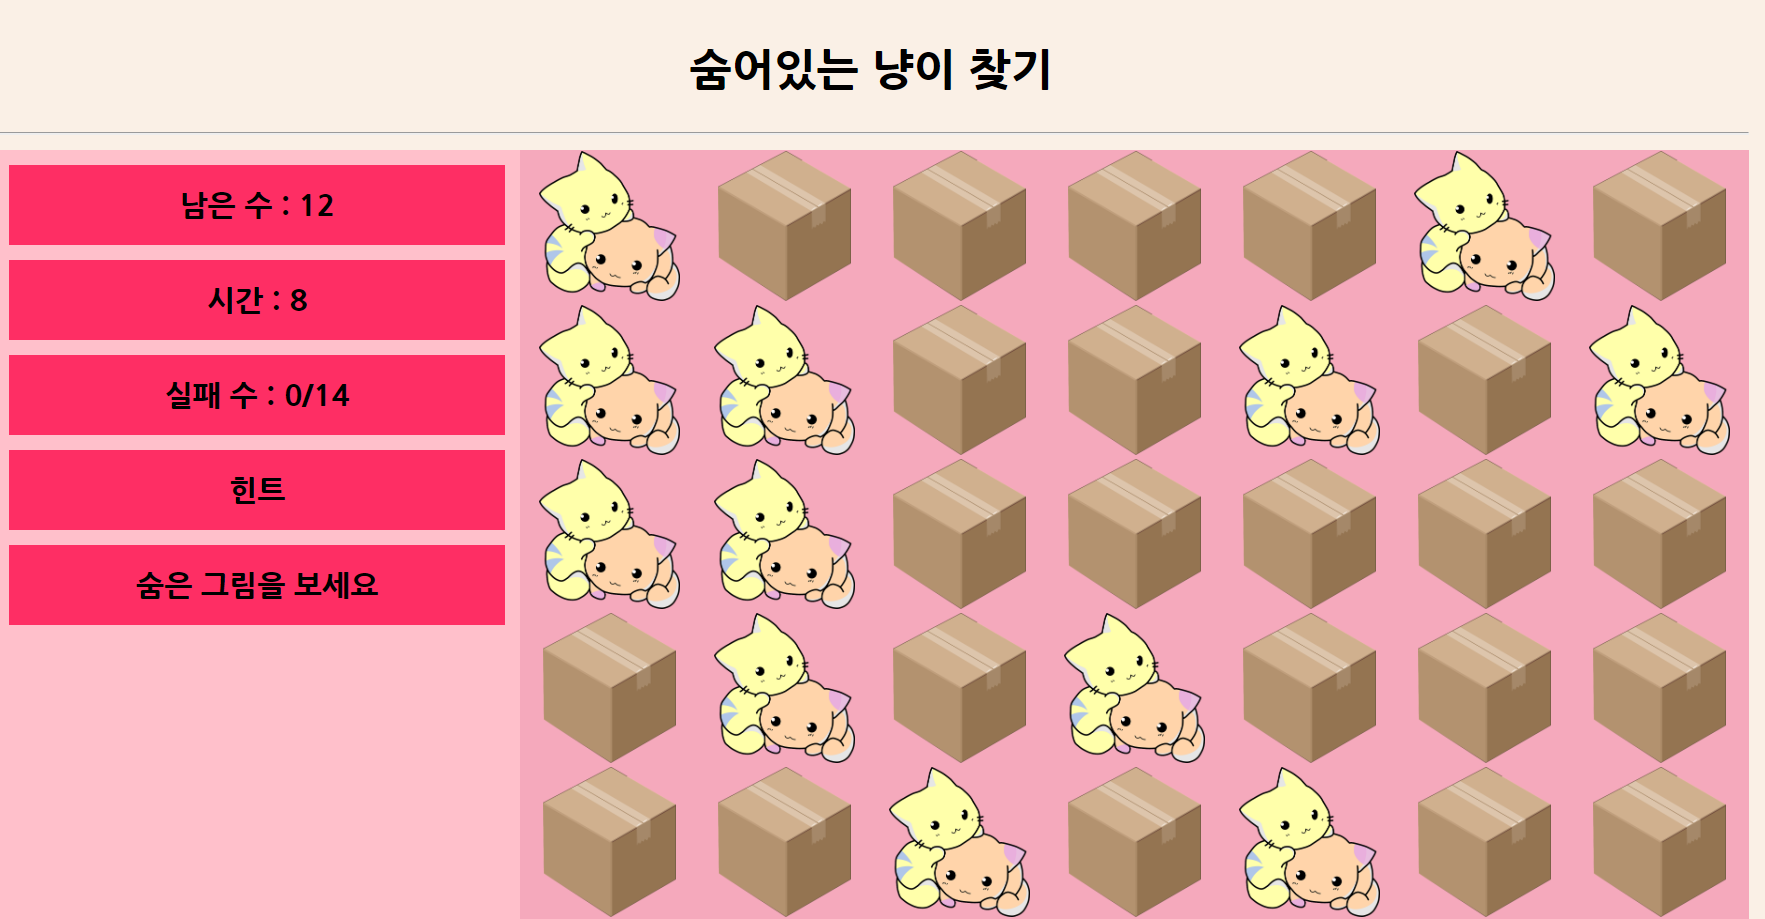 숨어있는 냥이 찾기
남은 수 : 12
시간 : 8
실패 수 : 0/14
힌트
숨은 그림을 보세요